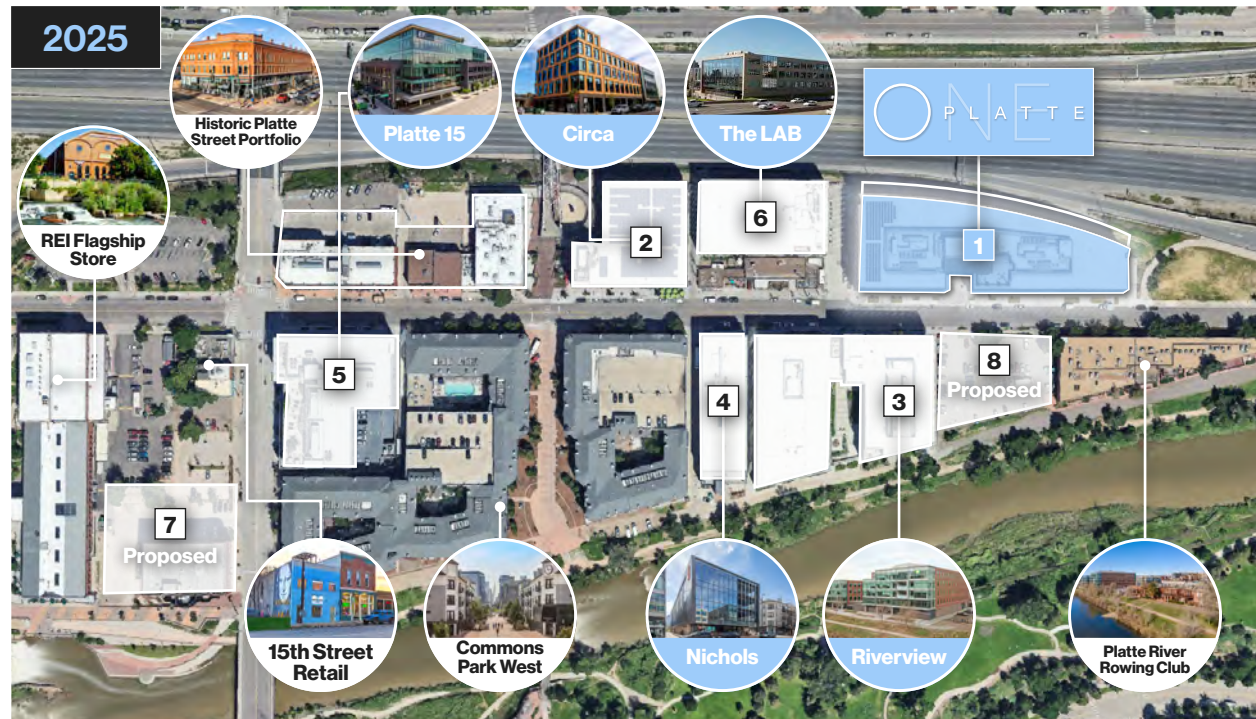 2025
Historic Platte
Street Portfolio
Platte 15
Circa
The LAB
ONE
PLATTE
REI Flagship
Store
2
6
1
5
4
3
8
Proposed
7
Proposed
15th Street
Retail
Commons
Park West
Nichols
Riverview
Platte River
Rowing Club